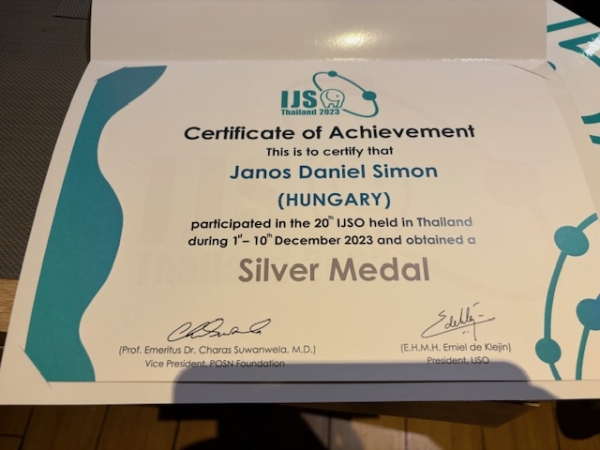 IJS
Thailand 2023
Certificate of Achievement
This is to certify that
Janos Daniel Simon
(HUNGARY)
participated in the 20th IJSO held in Thailand
during 1st– 10th December 2023 and obtained a
Silver Medal
(Prof. Emeritus Dr. Charas Suwanwela, M.D.)
Vice President, POSN Foundation
(E.H.M.H. Emiel de Kleijn)
President, IJSO